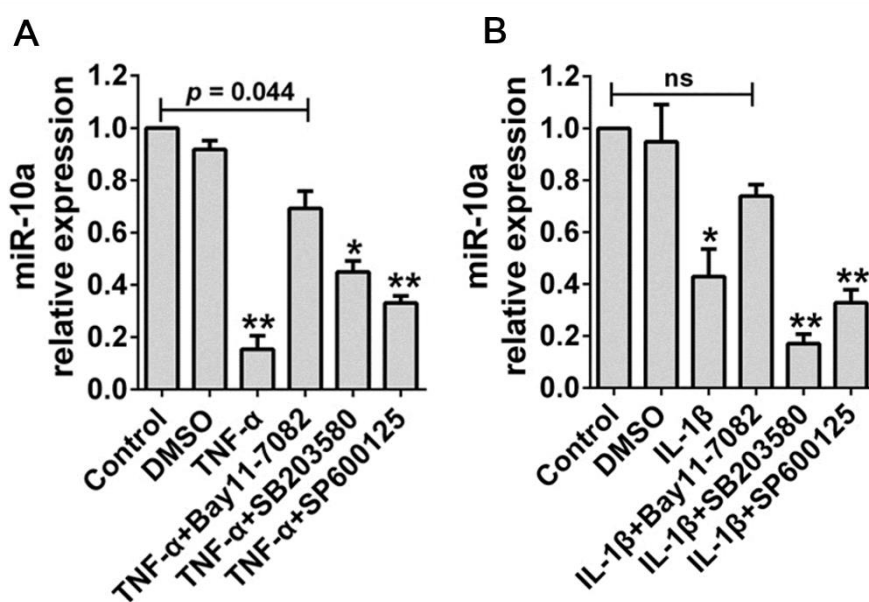 A
miR-10a
relative expression
1.2
1.0
0.8
0.6
0.4
0.2
0.0
p = 0.044
**
*
**
Control
DMSO
TNF-α
TNF-α+Bay11-7082
TNF-α+SB203580
TNF-α+SP600125
B
miR-10a
relative expression
1.2
1.0
0.8
0.6
0.4
0.2
0.0
ns
*
**
**
Control
DMSO
IL-1β
IL-1β+Bay11-7082
IL-1β+SB203580
IL-1β+SP600125